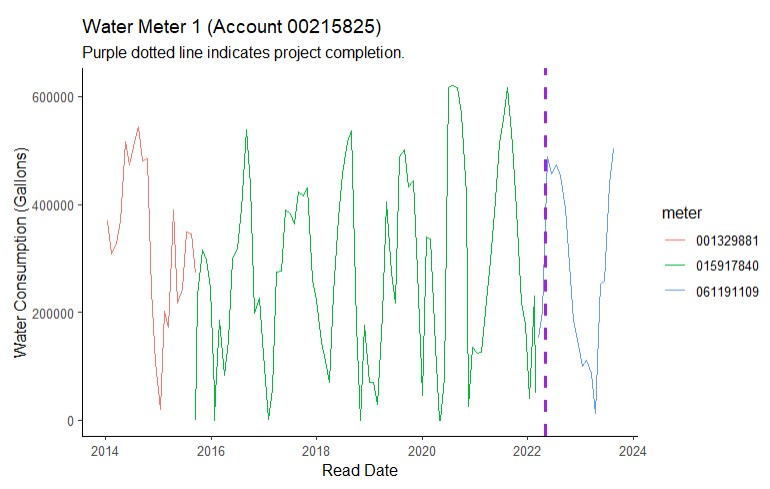 Water Meter 1 (Account 00215825)
Purple dotted line indicates project completion.
Water Consumption (Gallons)
600000
400000
200000
0
2014 2016 2018 2020 2022 2024
Read Date
meter
001329881
015917840
061191109